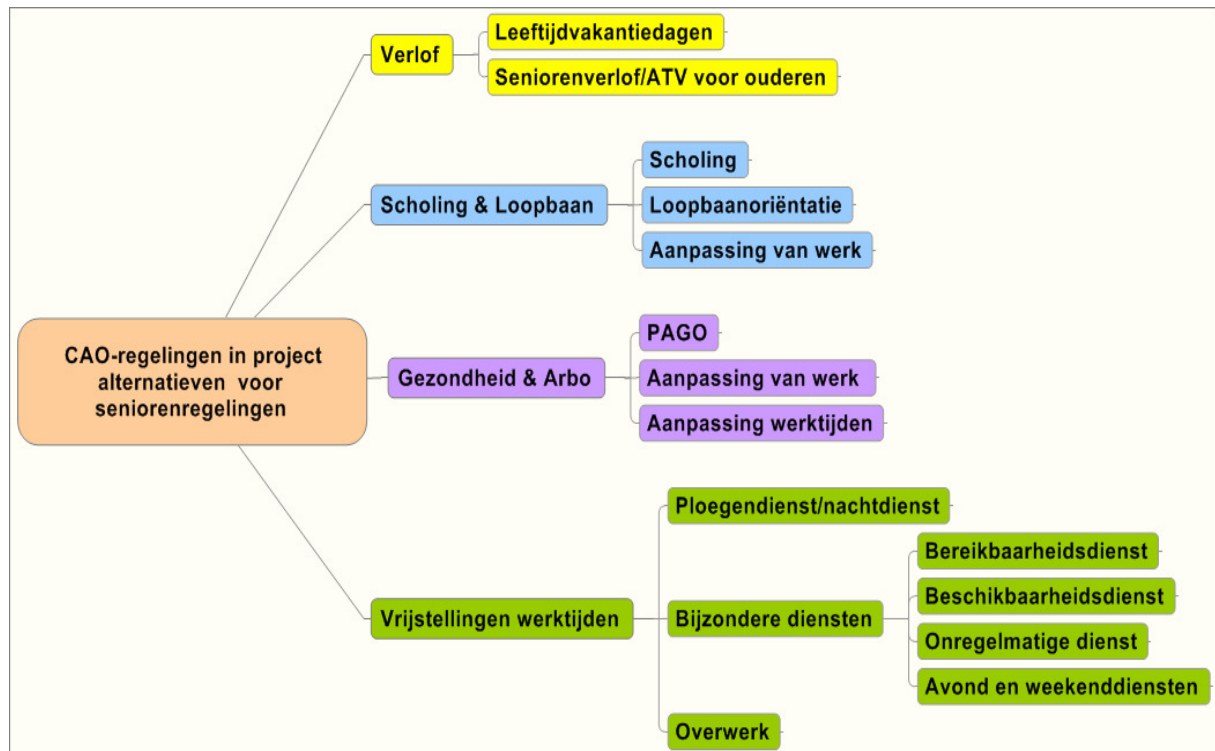 Leeftijdvakantiedagen
Verlof
Seniorenverlof/ATV voor ouderen
Scholing
Scholing & Loopbaan
Loopbaanoriëntatie
Aanpassing van werk
CAO-regelingen in project
alternatieven voor
seniorenregelingen
PAGO
Gezondheid & Arbo
Aanpassing van werk
Aanpassing werktijden
Ploegendienst/nachtdienst
Vrijstellingen werktijden
Bijzondere diensten
Bereikbaarheidsdienst
Beschikbaarheidsdienst
Onregelmatige dienst
Avond en weekenddiensten
Overwerk